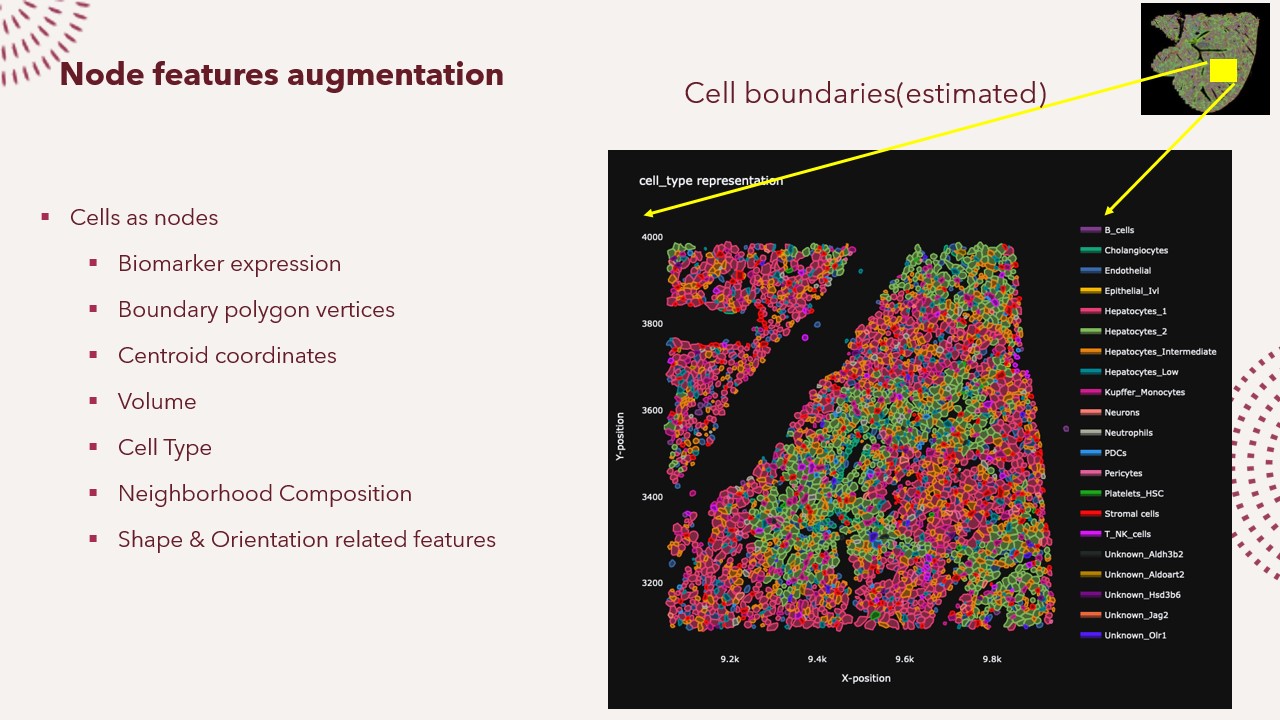 Node features augmentation
Cell boundaries(estimated)
Cells as nodes
Biomarker expression
Boundary polygon vertices
Centroid coordinates
Volume
Cell Type
Neighborhood Composition
Shape & Orientation related features
cell_type representation
4000
3800
3600
3400
3200
Y-position
9.2k
9.4k
9.6k
9.8k
X-position
B_cells
Cholangiocytes
Endothelial
Epithelial_lvl
Hepatocytes_1
Hepatocytes_2
Hepatocytes_Intermediate
Hepatocytes_Low
Kupffer_Monocytes
Neurons
Neutrophils
PDCs
Pericytes
Platelets_HSC
Stromal cells
T_NK_cells
Unknown_Aldh3b2
Unknown_Aldoart2
Unknown_Hsd3b6
Unknown_Jag2
Unknown_Olr1